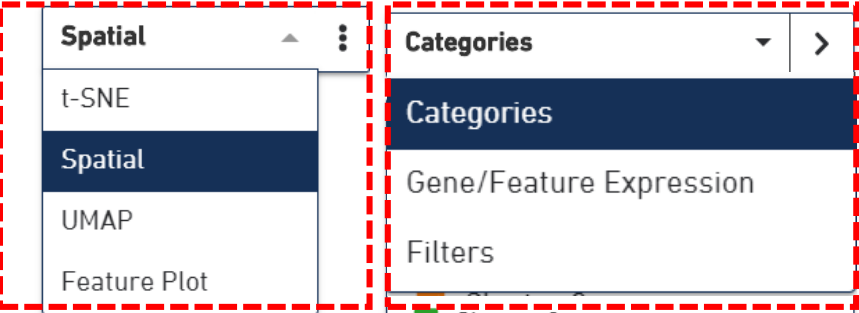 Spatial
t-SNE
Spatial
UMAP
Feature Plot
Categories
Categories
Gene/Feature Expression
Filters